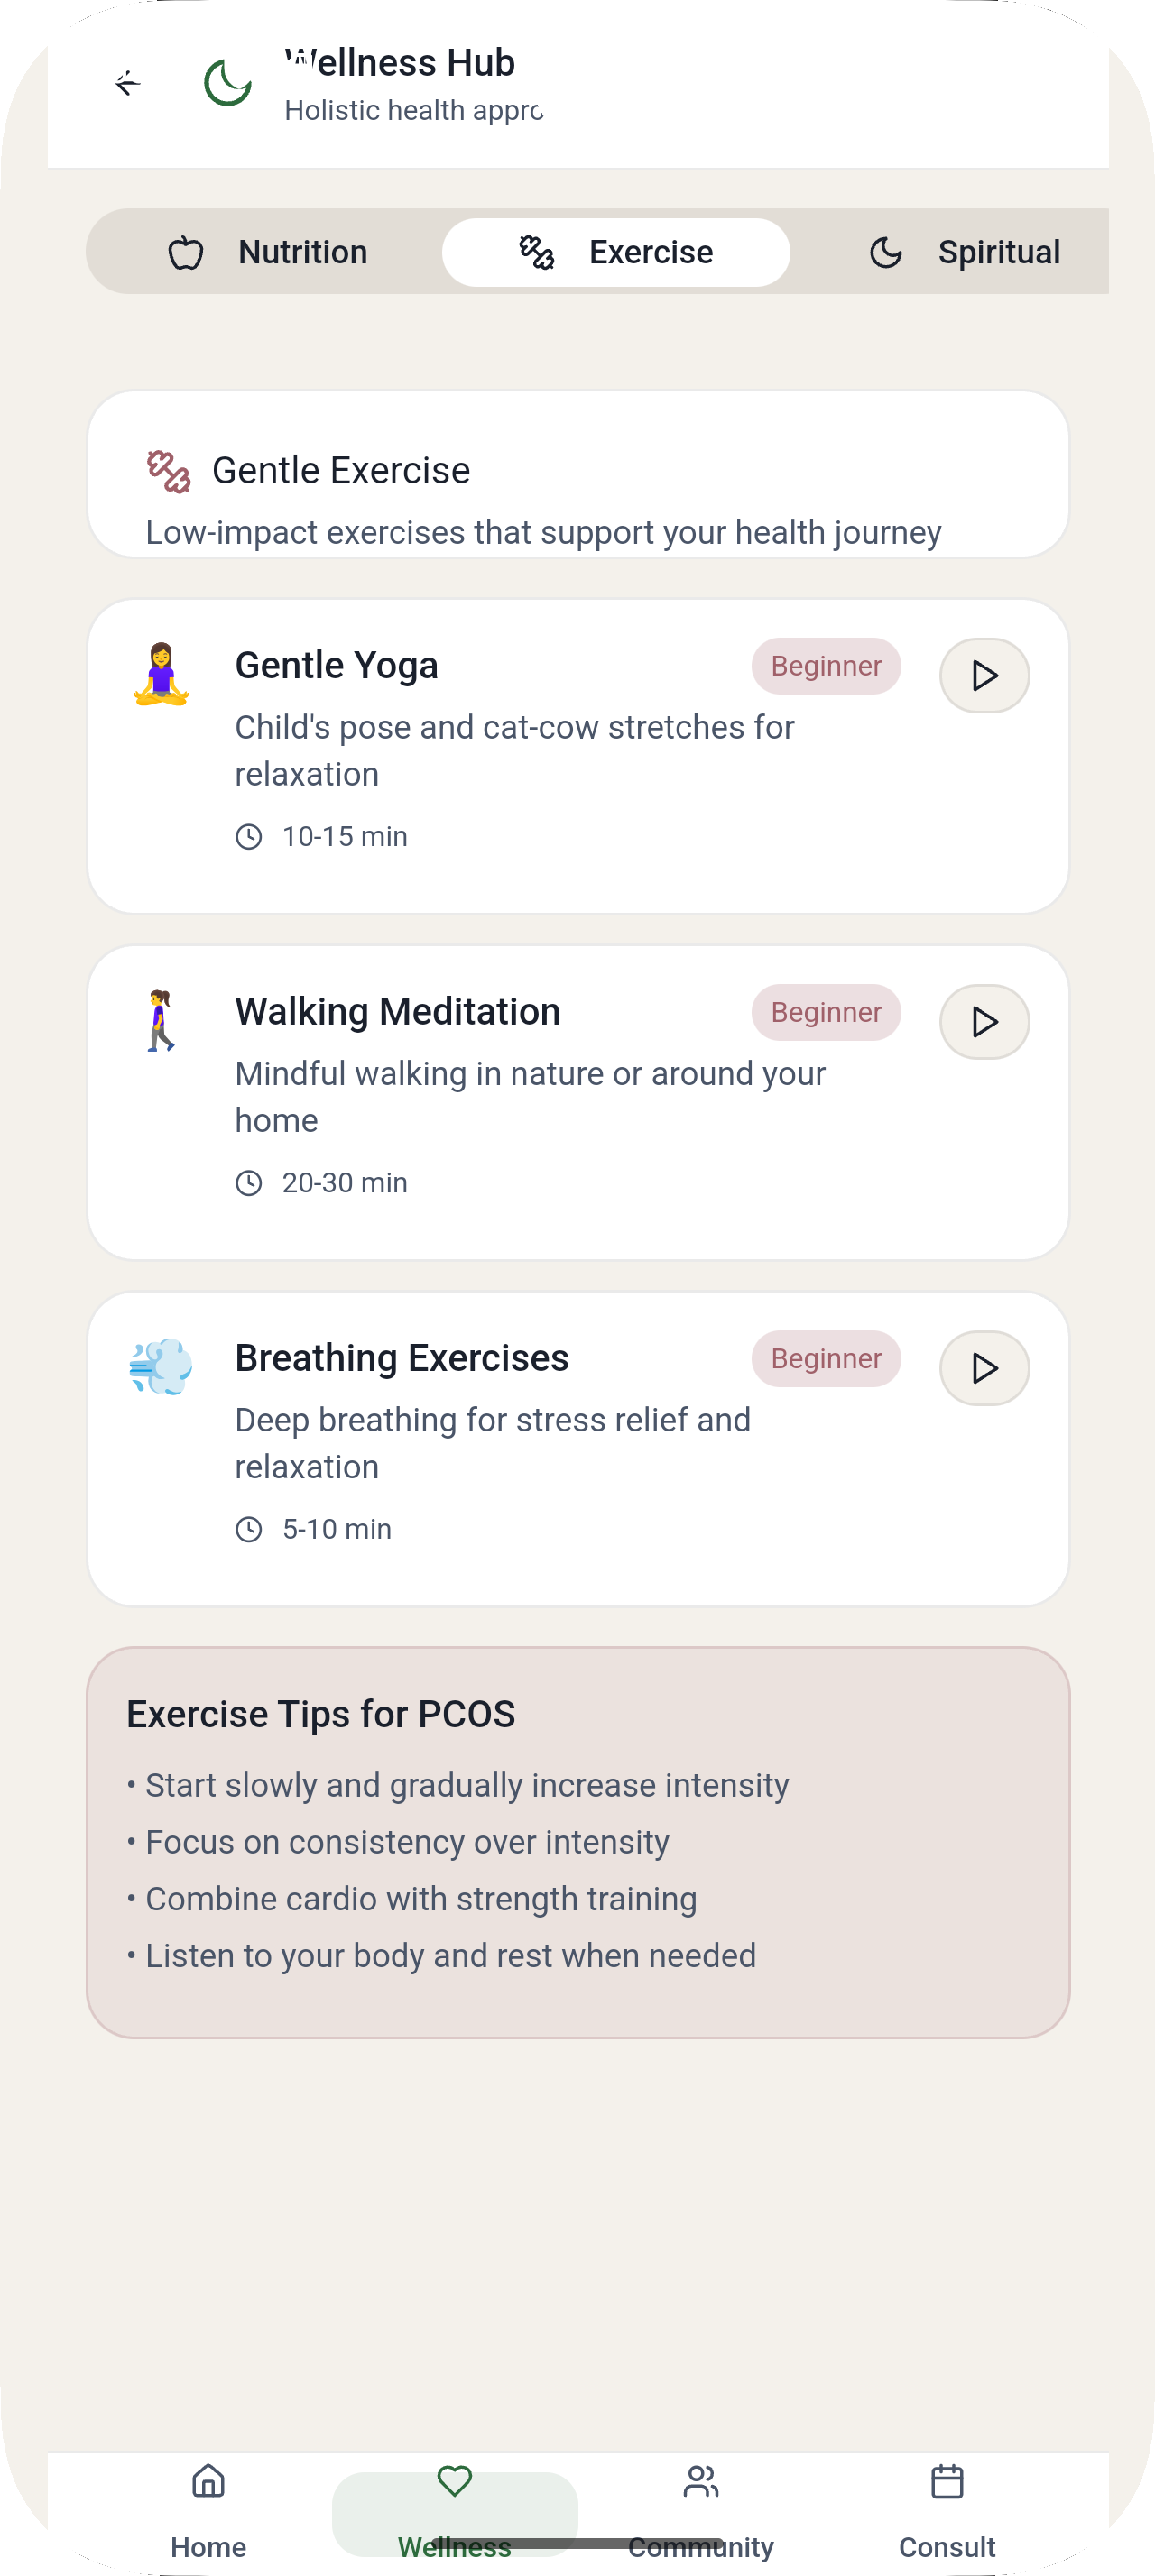 Wellness Hub
Holistic health appro
Nutrition
Exercise
Spiritual
Gentle Exercise
Low-impact exercises that support your health journey
Gentle Yoga
Beginner
Child's pose and cat-cow stretches for
relaxation
10-15 min
Walking Meditation
Beginner
Mindful walking in nature or around your
home
20-30 min
Breathing Exercises
Beginner
Deep breathing for stress relief and
relaxation
5-10 min
Exercise Tips for PCOS
• Start slowly and gradually increase intensity
• Focus on consistency over intensity
• Combine cardio with strength training
• Listen to your body and rest when needed
Home
Wellness
Community
Consult